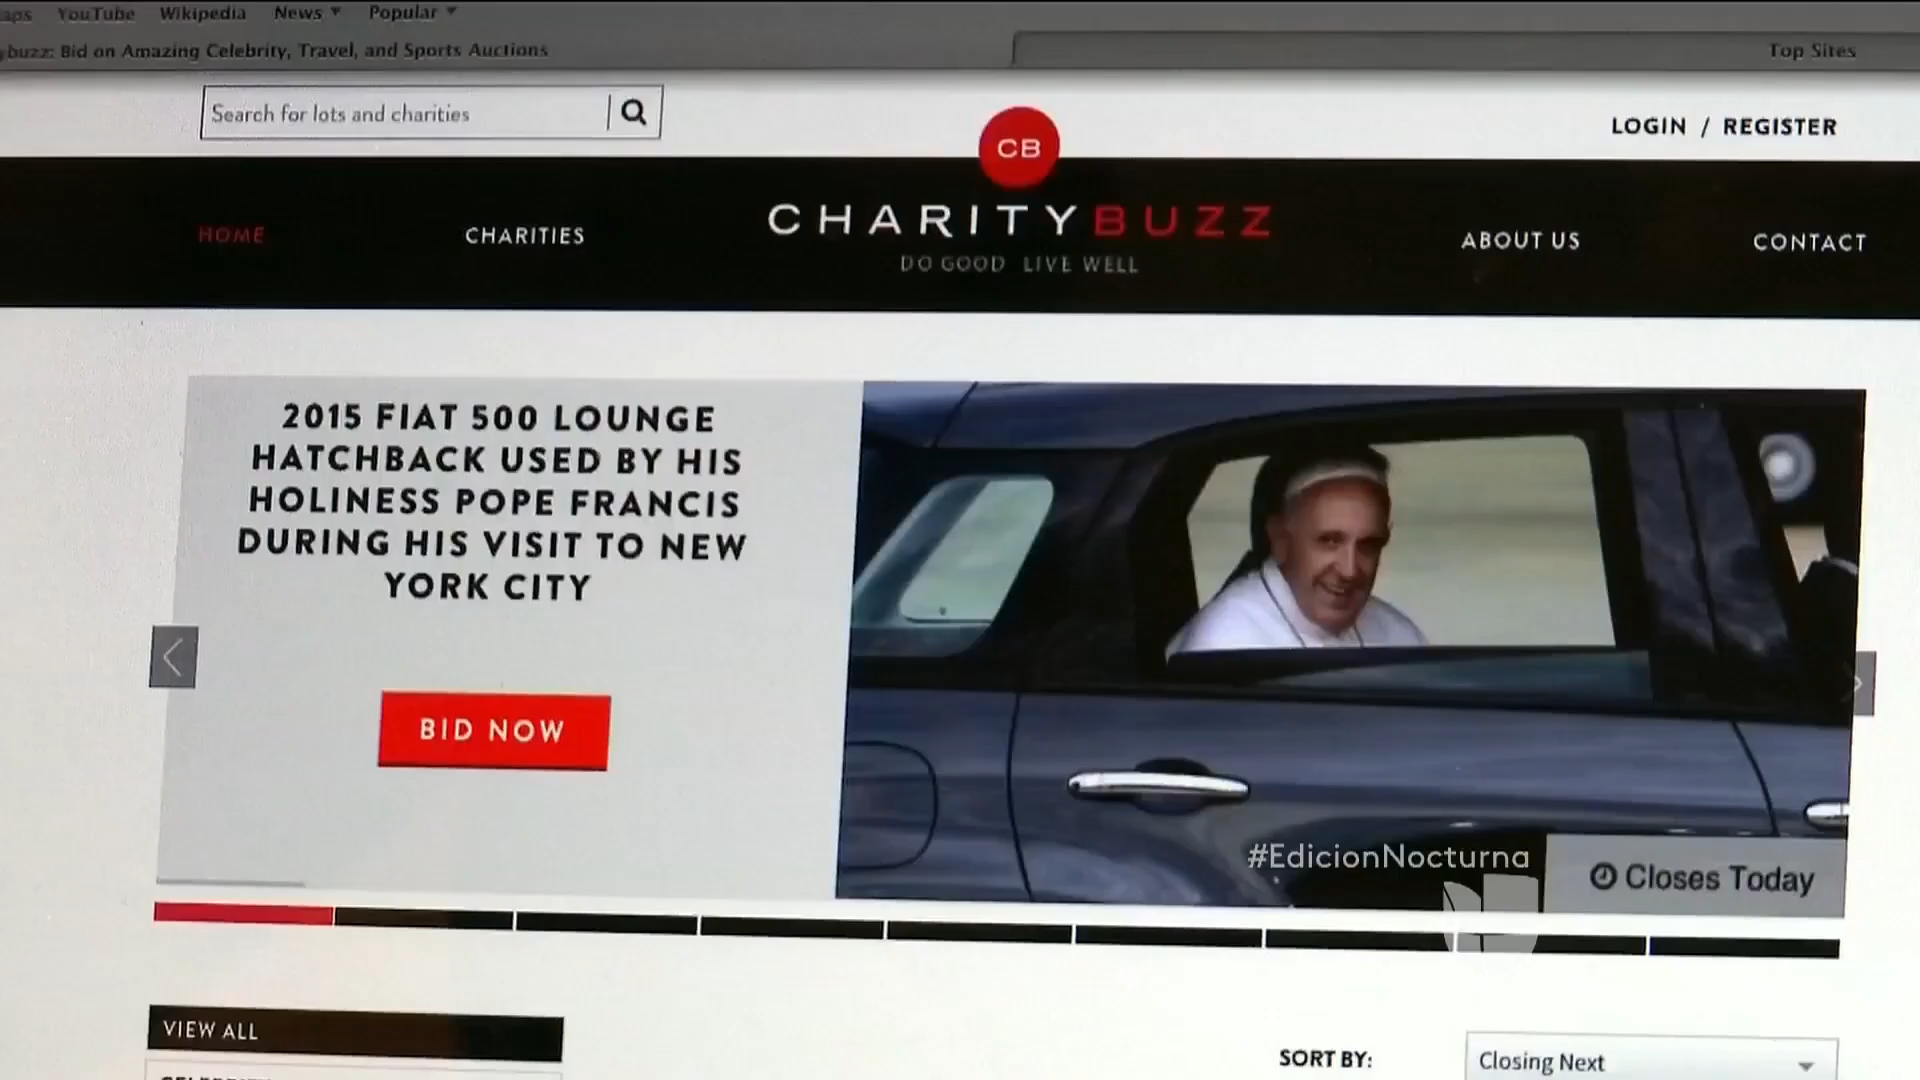 YouTube Wikipedia News Popular
buzz: Bid on Amazing Celebrity, Travel, and Sports Auctions
Top Sites
Search for lots and charities
LOGIN / REGISTER
CB
HOME
CHARITIES
CHARITYBUZZ
DO GOOD LIVE WELL
ABOUT US
CONTACT
2015 FIAT 500 LOUNGE
HATCHBACK USED BY HIS
HOLINESS POPE FRANCIS
DURING HIS VISIT TO NEW
YORK CITY
BID NOW
#EdicionNocturna
Closes Today
VIEW ALL
SORT BY:
Closing Next